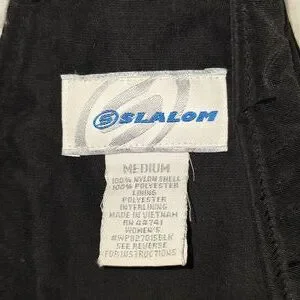 SLALOM
MEDIUM
100% NYLON SHELL
100% POLYESTER
LINING
POLYESTER
INTERLINING
MADE IN VIETNAM
RN 44741
WOMEN'S
SEE REVERSE
FOR INSTRUCTIONS